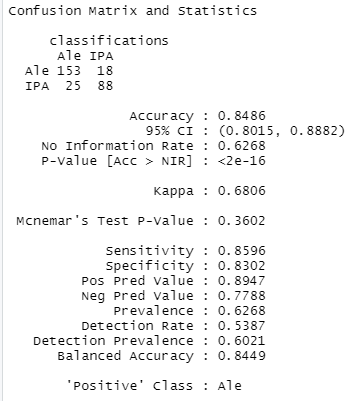 Confusion Matrix and Statistics
classifications
Ale IPA
Ale 153 18
IPA 25 88
Accuracy : 0.8486
95% CI : (0.8015, 0.8882)
No Information Rate : 0.6268
P-Value [Acc > NIR] : <2e-16
Kappa : 0.6806
Mcnemar's Test P-Value : 0.3602
Sensitivity : 0.8596
Specificity : 0.8302
Pos Pred Value : 0.8947
Neg Pred Value : 0.7788
Prevalence : 0.6268
Detection Rate : 0.5387
Detection Prevalence : 0.6021
Balanced Accuracy : 0.8449
'Positive' Class : Ale